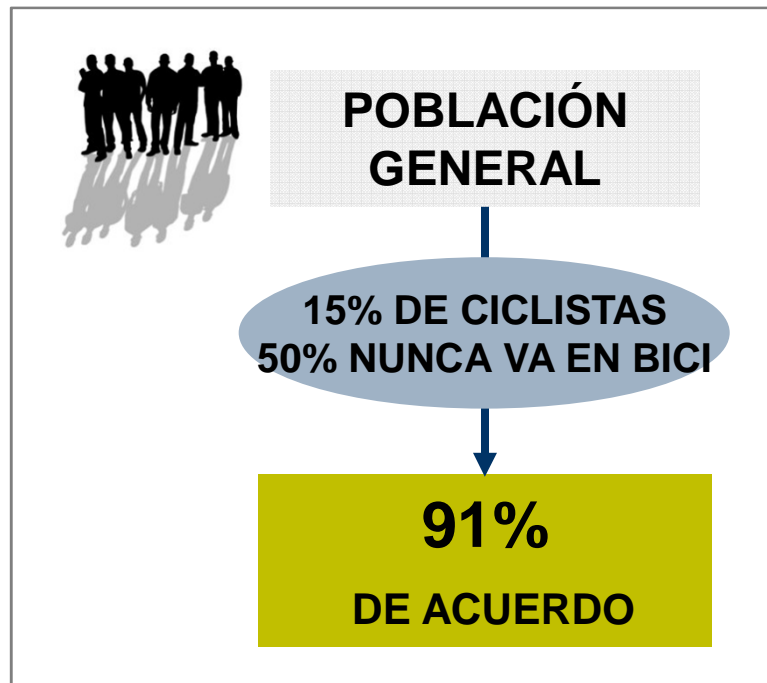 POBLACIÓN
GENERAL
15% DE CICLISTAS
50% NUNCA VA EN BICI
91%
DE ACUERDO